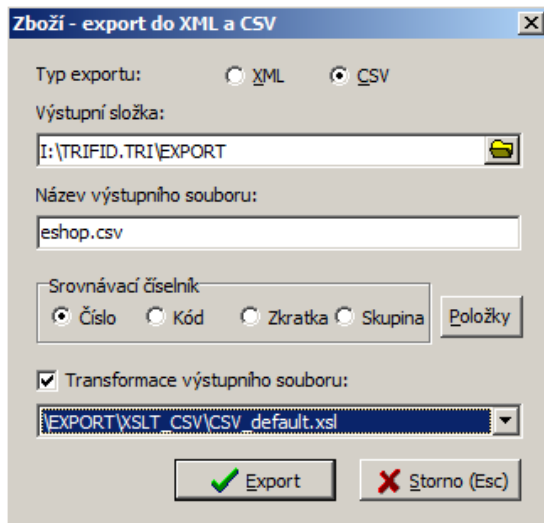 Zboží - export do XML a CSV
Typ exportu: XML CSV
Výstupní složka:
I:\TRIFID.TRI\EXPORT
Název výstupního souboru:
eshop.csv
Srovnávací číselník
Číslo Kód Zkratka Skupina Položky
Transformace výstupního souboru:
\EXPORT\XSLT_CSV\CSV_default.xsl
Export Storno (Esc)